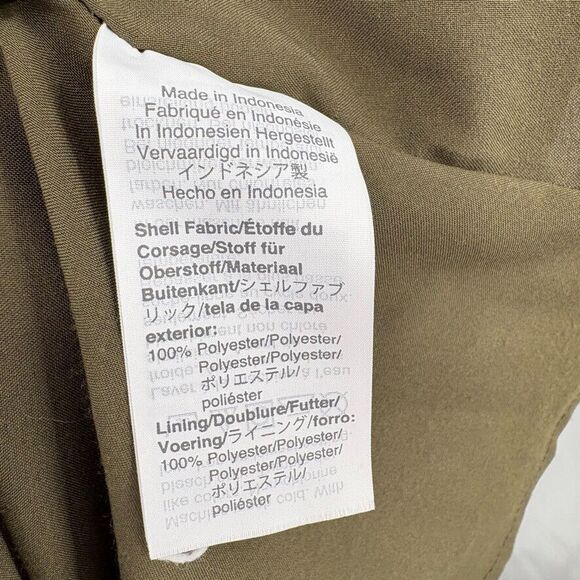 Made in Indonesia
Fabriqué en Indonésie
In Indonesien Hergestellt
Vervaardigd in Indonesië
インドネシア製
Hecho en Indonesia
Shell Fabric/Étoffe du
Corsage/Stoff für
Oberstoff/Materiaal
Buitenkant/シェルファブ
リック/tela de la capa
exterior:
100% Polyester/Polyester/
Polyester/Polyester/
ポリエステル/
poliéster
Lining/Doublure/Futter/
Voering/ライニング/forro:
100% Polyester/Polyester/
Polyester/Polyester/
ポリエステル/
poliéster